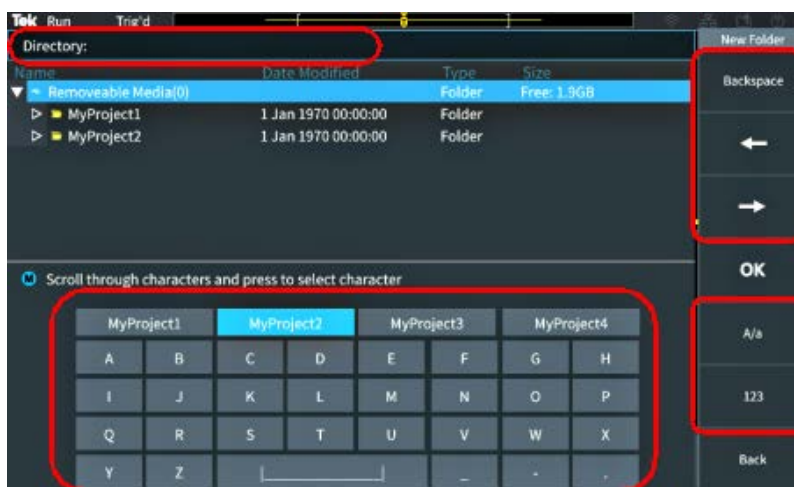 Tek Run Trig'd
New Folder
Directory:
Name Date Modified Type Size
Removeable Media(0) Folder Free: 1.9GB
MyProject1 1 Jan 1970 00:00:00 Folder
MyProject2 1 Jan 1970 00:00:00 Folder
Backspace
M Scroll through characters and press to select character
OK
MyProject1 MyProject2 MyProject3 MyProject4
A B C D E F G H
A/a
I J K L M N O P
123
Q R S T U V W X
Y Z _ - .
Back